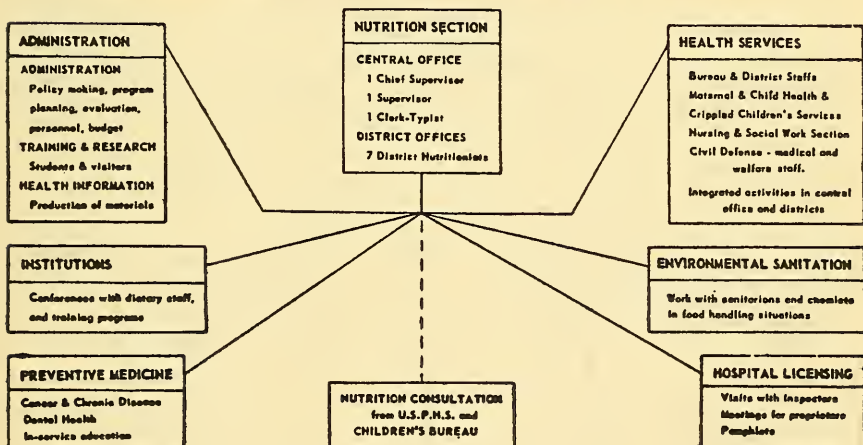 NUTRITION SECTION
CENTRAL OFFICE
1 Chief Supervisor
1 Supervisor
1 Clerk-Typist
DISTRICT OFFICES
7 District Nutritionists
ADMINISTRATION
ADMINISTRATION
Policy making, program
planning, evaluation,
personnel, budget
TRAINING & RESEARCH
Students & visitors
HEALTH INFORMATION
Production of materials
HEALTH SERVICES
Bureau & District Staffs
Maternal & Child Health &
Crippled Children's Services
Nursing & Social Work Section
Civil Defense - medical and
welfare staff.
Integrated activities in central
office and districts
INSTITUTIONS
Conferences with dietary staff,
and training programs
ENVIRONMENTAL SANITATION
Work with sanitarians and chemists
in food handling situations
PREVENTIVE MEDICINE
Cancer & Chronic Disease
Dental Health
In-service education
NUTRITION CONSULTATION
from U.S.P.H.S. and
CHILDREN'S BUREAU
HOSPITAL LICENSING
Visits with inspectors
Meetings for proprietors
Pamphlets